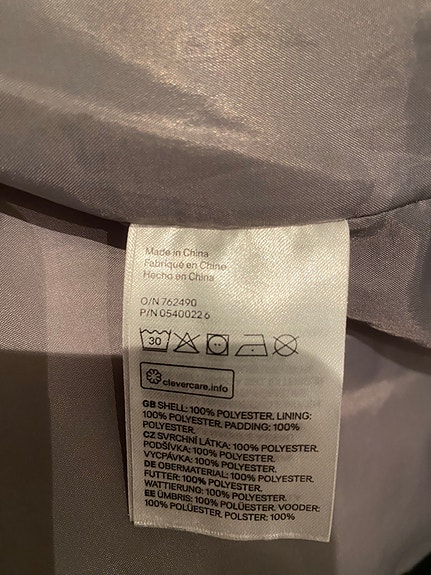 Made in China
Fabriqué en Chine
Hecho en China
O/N 762490
P/N 05400226
30
clevercare.info
GB SHELL: 100% POLYESTER. LINING:
100% POLYESTER. PADDING: 100%
POLYESTER.
CZ SVRCHNÍ LÁTKA: 100% POLYESTER.
PODŠÍVKA: 100% POLYESTER.
VYCPÁVKA: 100% POLYESTER.
DE OBERMATERIAL: 100% POLYESTER.
FUTTER: 100% POLYESTER.
WATTIERUNG: 100% POLYESTER.
EE ÜMBRIS: 100% POLÜESTER. VOODER:
100% POLÜESTER. POLSTER: 100%